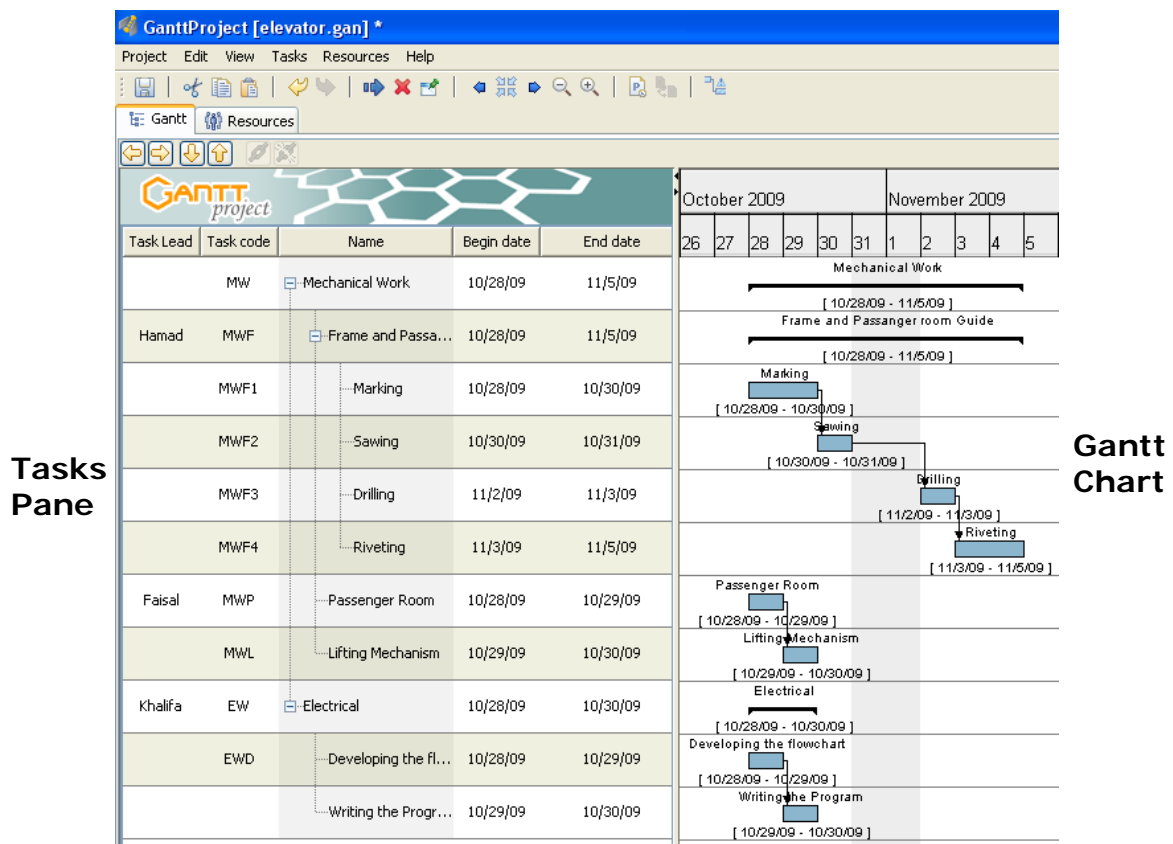 GanttProject [elevator.gan] *
Project Edit View Tasks Resources Help
Gantt Resources
GANTT project
October 2009 November 2009
Task Lead Task code Name Begin date End date
26 27 28 29 30 31 1 2 3 4 5
MW Mechanical Work 10/28/09 11/5/09
Mechanical Work
[ 10/28/09 - 11/5/09 ]
Hamad MWF Frame and Passa... 10/28/09 11/5/09
Frame and Passanger room Guide
[ 10/28/09 - 11/5/09 ]
MWF1 Marking 10/28/09 10/30/09
Marking
[ 10/28/09 - 10/30/09 ]
MWF2 Sawing 10/30/09 10/31/09
Sawing
[ 10/30/09 - 10/31/09 ]
Tasks
Pane
Gantt
Chart
MWF3 Drilling 11/2/09 11/3/09
Drilling
[ 11/2/09 - 11/3/09 ]
MWF4 Riveting 11/3/09 11/5/09
Riveting
[ 11/3/09 - 11/5/09 ]
Faisal MWP Passenger Room 10/28/09 10/29/09
Passenger Room
[ 10/28/09 - 10/29/09 ]
MWL Lifting Mechanism 10/29/09 10/30/09
Lifting Mechanism
[ 10/29/09 - 10/30/09 ]
Khalifa EW Electrical 10/28/09 10/30/09
Electrical
[ 10/28/09 - 10/30/09 ]
EWD Developing the fl... 10/28/09 10/29/09
Developing the flowchart
[ 10/28/09 - 10/29/09 ]
Writing the Progr... 10/29/09 10/30/09
Writing the Program
[ 10/29/09 - 10/30/09 ]